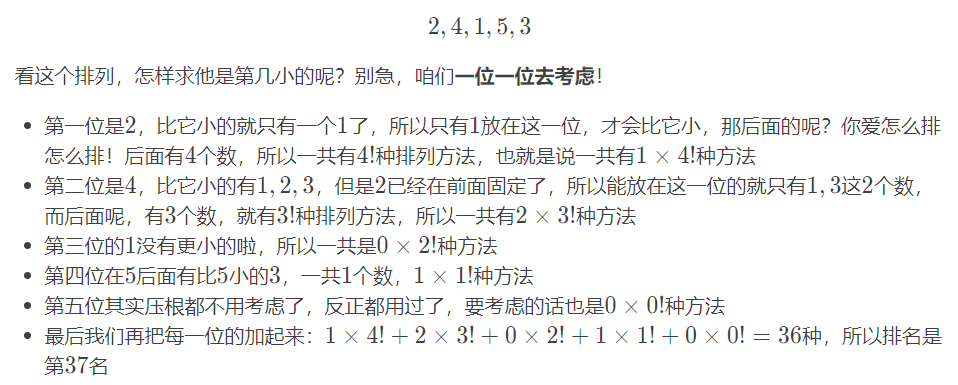 2, 4, 1, 5, 3
看这个排列，怎样求他是第几小的呢？别急，咱们一位一位去考虑！
• 第一位是2，比它小的就只有一个1了，所以只有1放在这一位，才会比它小，那后面的呢？你爱怎么排
怎么排！后面有4个数，所以一共有4!种排列方法，也就是说一共有1 × 4!种方法
• 第二位是4，比它小的有1, 2, 3，但是2已经在前面固定了，所以能放在这一位的就只有1, 3这2个数，
而后面呢，有3个数，就有3!种排列方法，所以一共有2 × 3!种方法
• 第三位的1没有更小的啦，所以一共是0 × 2!种方法
• 第四位在5后面有比5小的3，一共1个数，1 × 1!种方法
• 第五位其实压根都不用考虑了，反正都用过了，要考虑的话也是0 × 0!种方法
• 最后我们再把每一位的加起来：1 × 4! + 2 × 3! + 0 × 2! + 1 × 1! + 0 × 0! = 36种，所以排名是
第37名